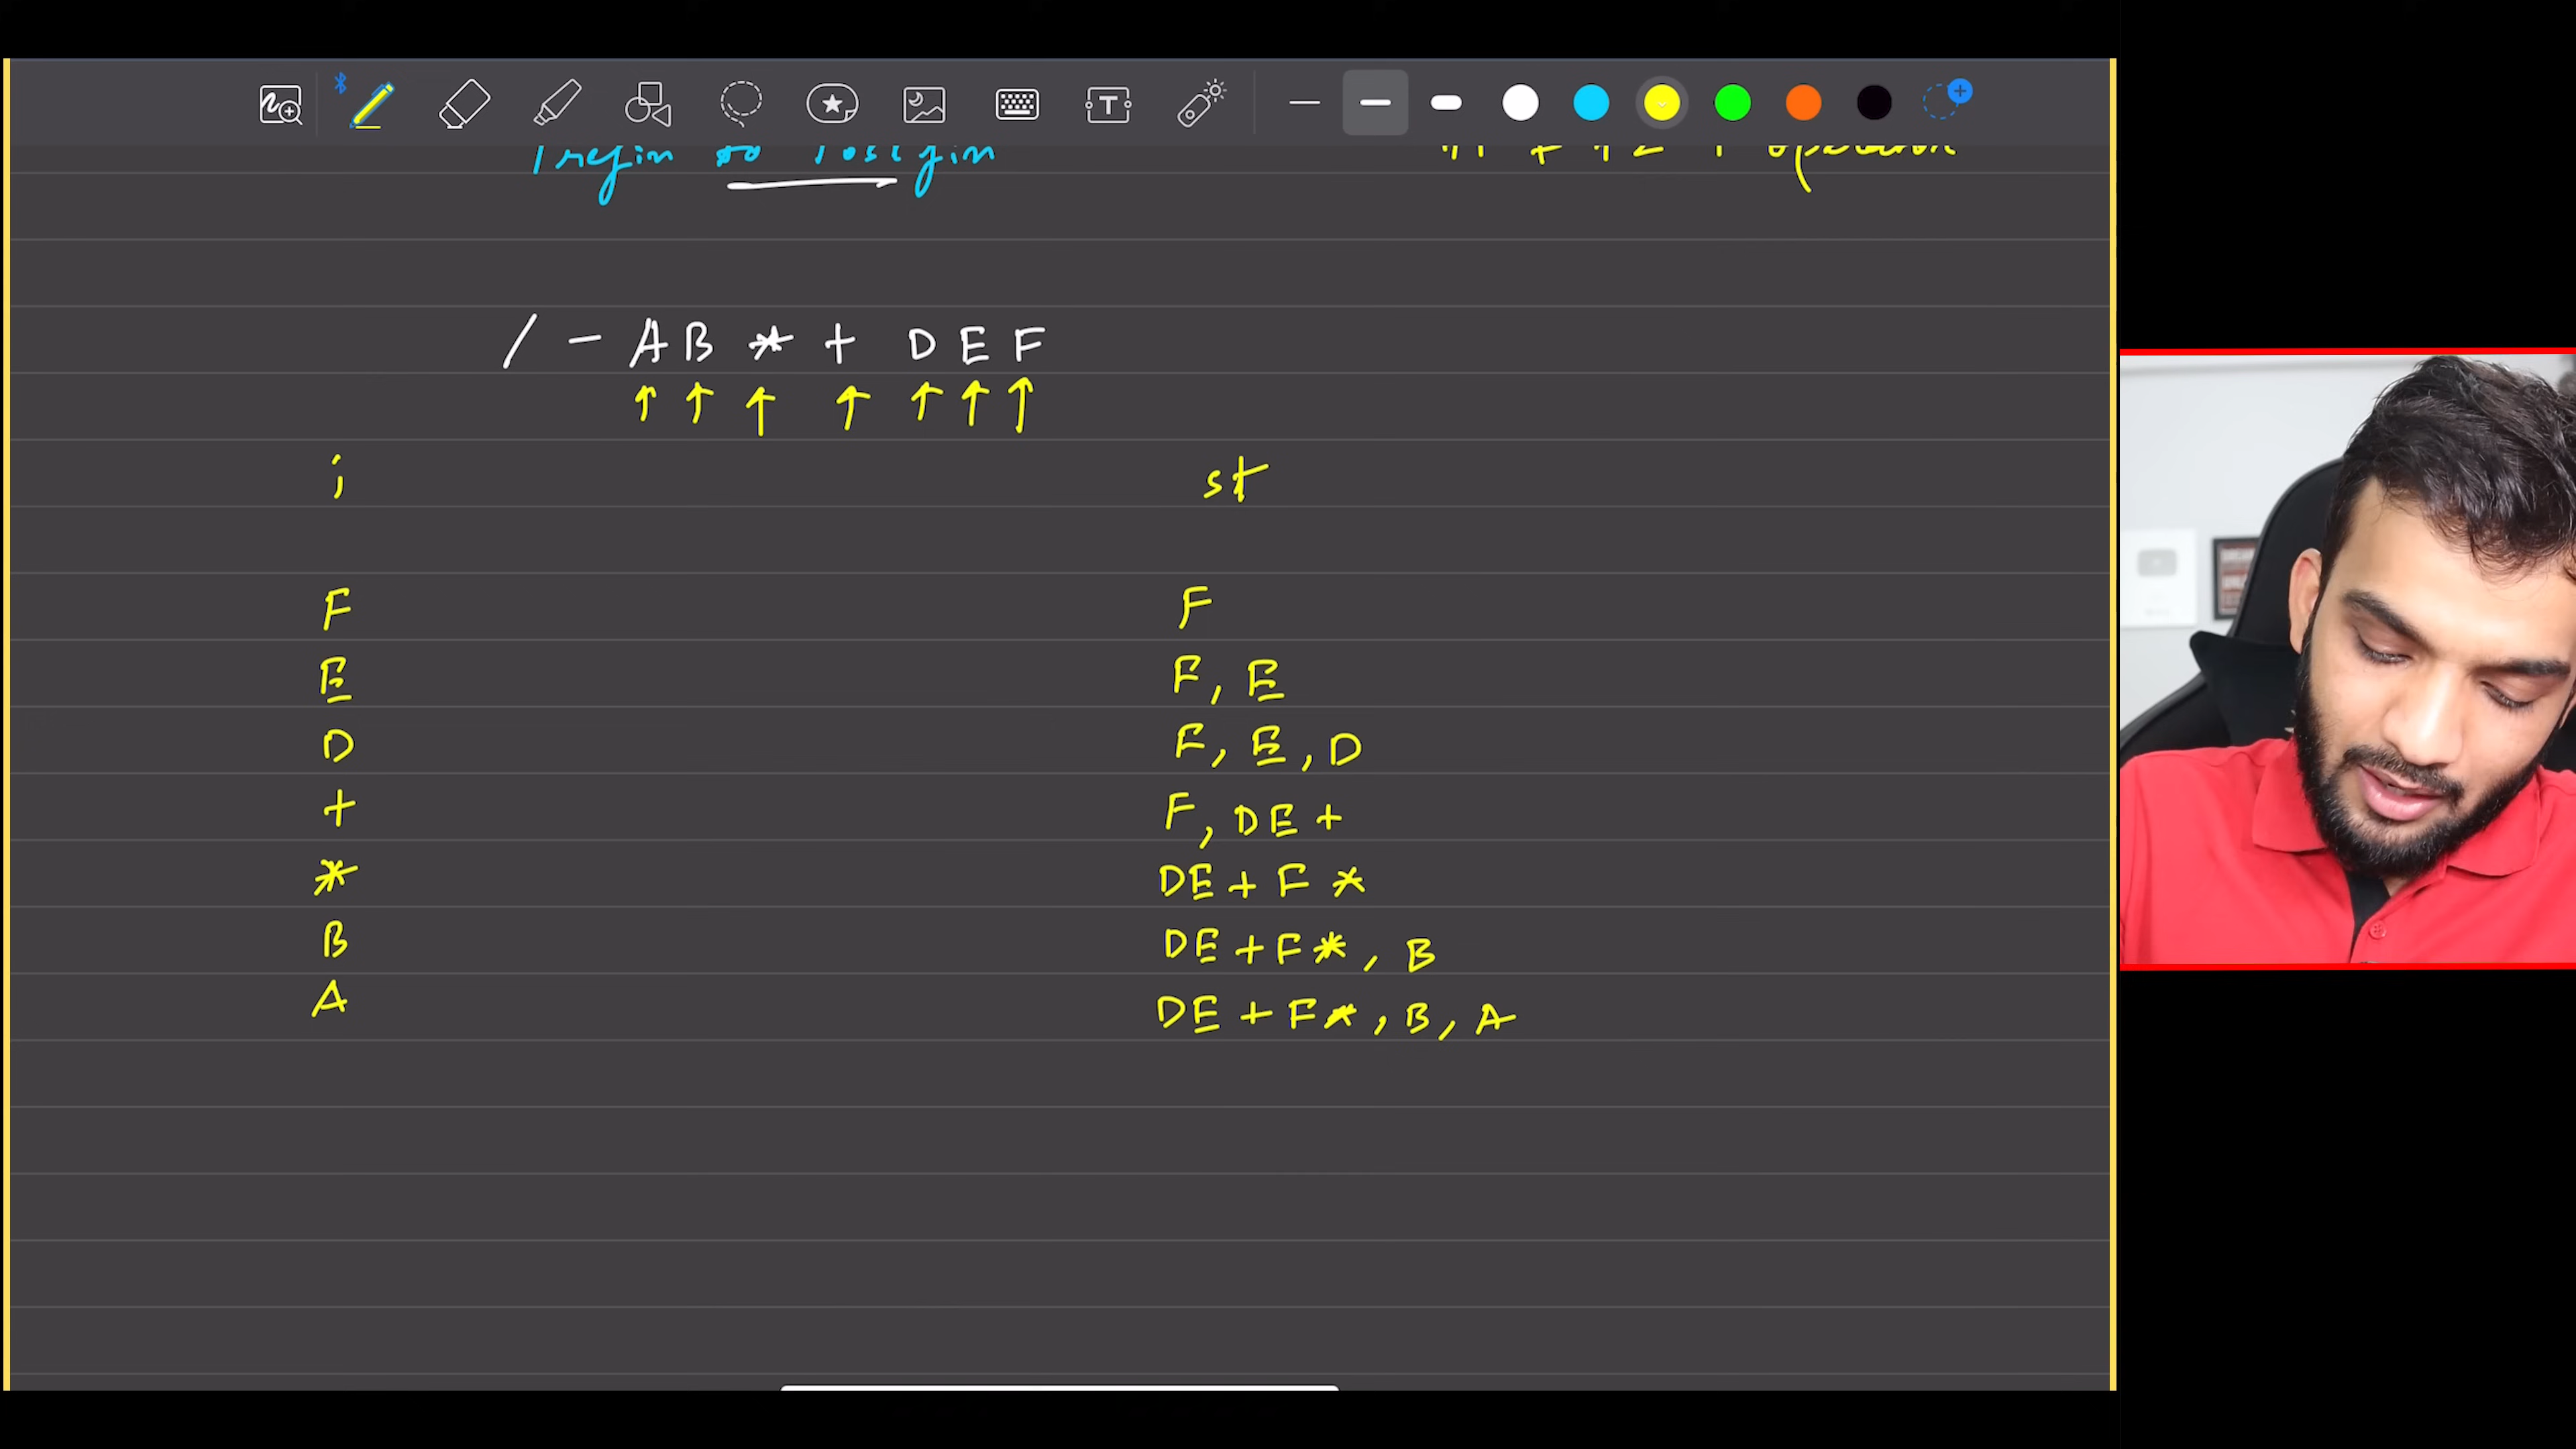 Prefix to Postfix
/ - A B * + D E F
↑ ↑ ↑ ↑ ↑ ↑ ↑
i st
F F
E F, E
D F, E, D
+ F, DE +
* DE + F *
B DE + F *, B
A DE + F *, B, A